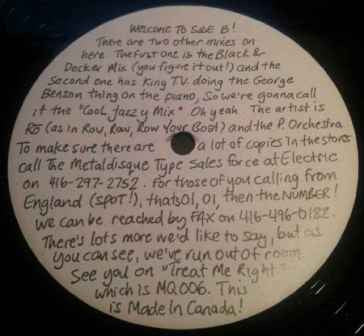 WELCOME TO SIDE B!
There are two other mixes on
here. The first one is the Black &
Decker Mix (you figure it out!) and the
second one has King TV. doing the George
Benson thing on the piano, so we're gonna call
it the "Cool Jazzy Mix". Oh yeah The artist is
RŌ (as in Row, Row, Row Your Boat) and the P. Orchestra
To make sure there are a lot of copies in the stores
call The Metaldisque Type Sales force at Electric
on 416-297-2752. For those of you calling from
England (SPOT!), thats 01, 01, then the NUMBER!
We can be reached by FAX on 416-496-0182.
There's lots more we'd like to say, but as
you can see, we've run out of room.
See you on "Treat Me Right"
which is MQ006. This
is Made In Canada!